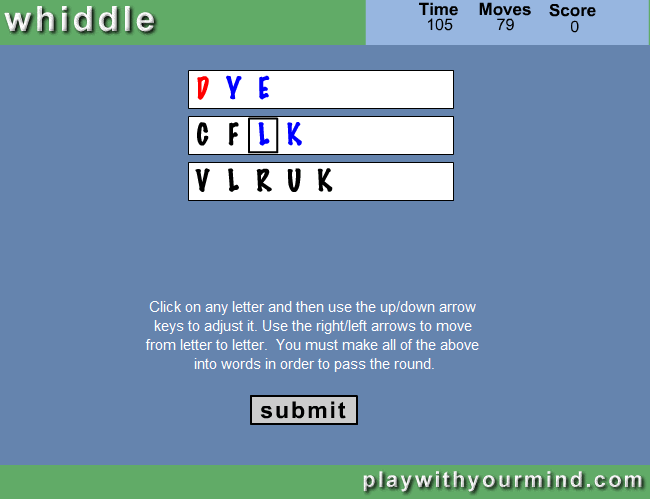 whiddle
Time Moves Score
105 79 0
D Y E
C F L K
V L R U K
Click on any letter and then use the up/down arrow
keys to adjust it. Use the right/left arrows to move
from letter to letter. You must make all of the above
into words in order to pass the round.
submit
playwithyourmind.com